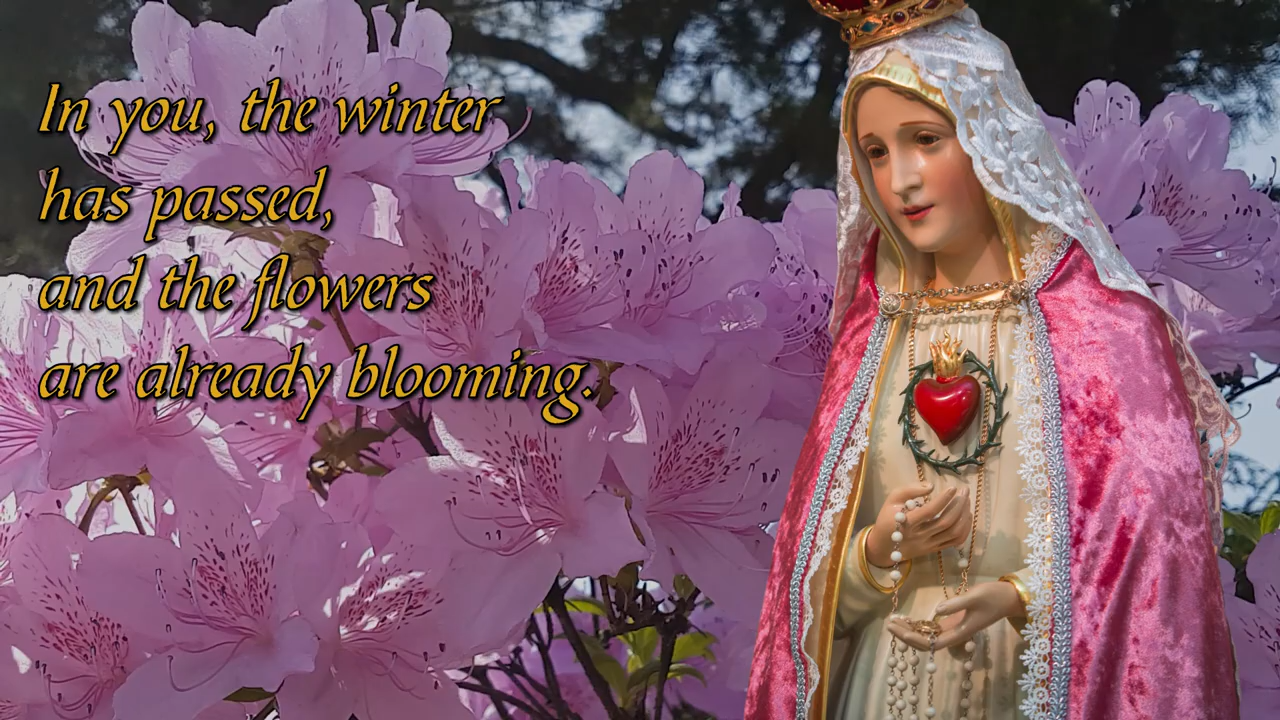 In you, the winter
has passed,
and the flowers
are already blooming.